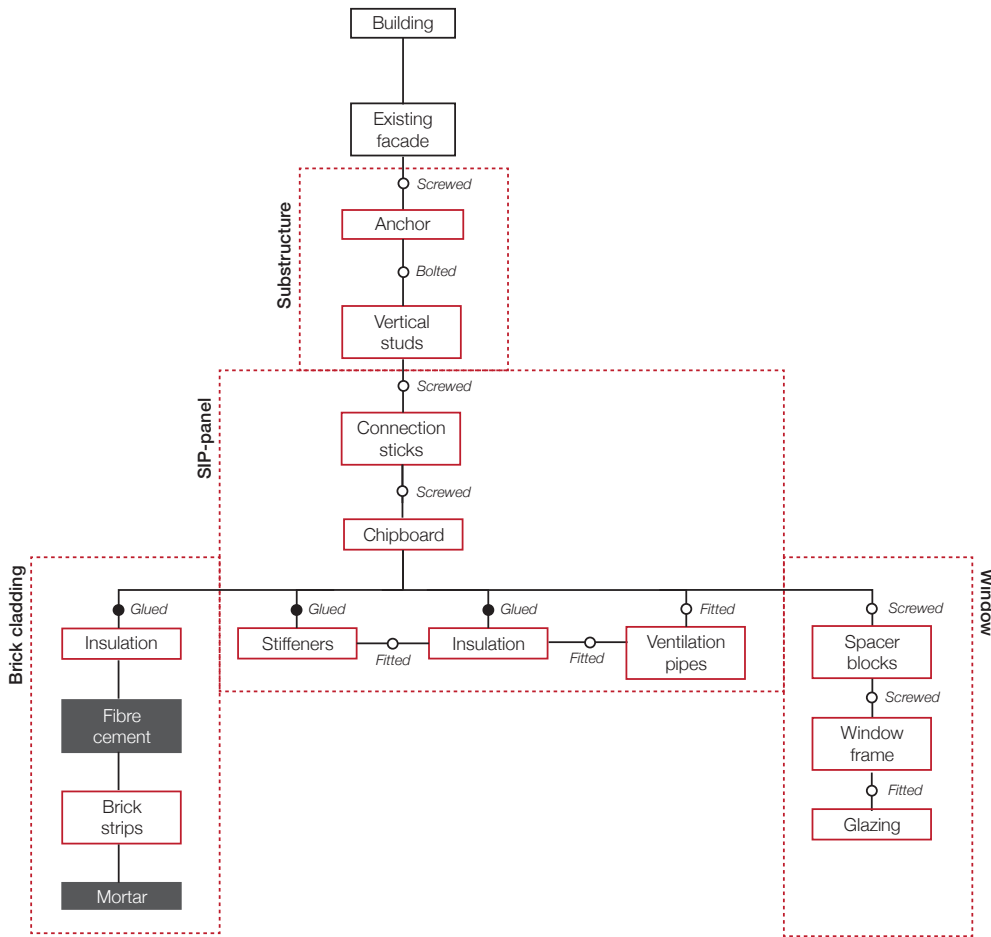 Building
Existing
facade
Screwed
Anchor
Bolted
Substructure
Vertical
studs
Screwed
SIP-panel
Connection
sticks
Screwed
Chipboard
Brick cladding
Window
Glued
Glued
Glued
Fitted
Screwed
Insulation
Stiffeners
Fitted
Insulation
Fitted
Ventilation
pipes
Spacer
blocks
Screwed
Fibre
cement
Window
frame
Fitted
Brick
strips
Glazing
Mortar